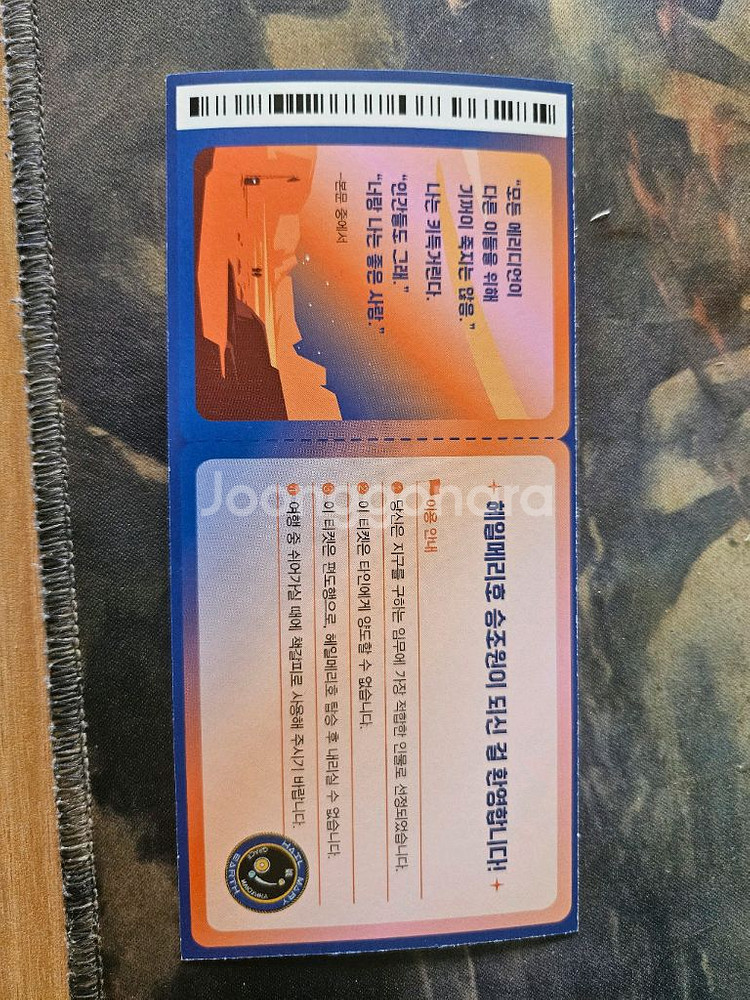 "모든 에리디언이
다른 이들을 위해
기꺼이 죽지는 않음."
나는 키득거린다.
"인간들도 그래."
"너랑 나는 좋은 사람."
-본문 중에서
헤일메리호 승조원이 되신 걸 환영합니다!
이용 안내
당신은 지구를 구하는 임무에 가장 적합한 인물로 선정되었습니다.
이 티켓은 타인에게 양도할 수 없습니다.
이 티켓은 편도행으로, 헤일메리호 탑승 후 내리실 수 없습니다.
여행 중 쉬어가실 때에 책갈피로 사용해 주시기 바랍니다.
HAIL MARY
EARTH
Joonggonara